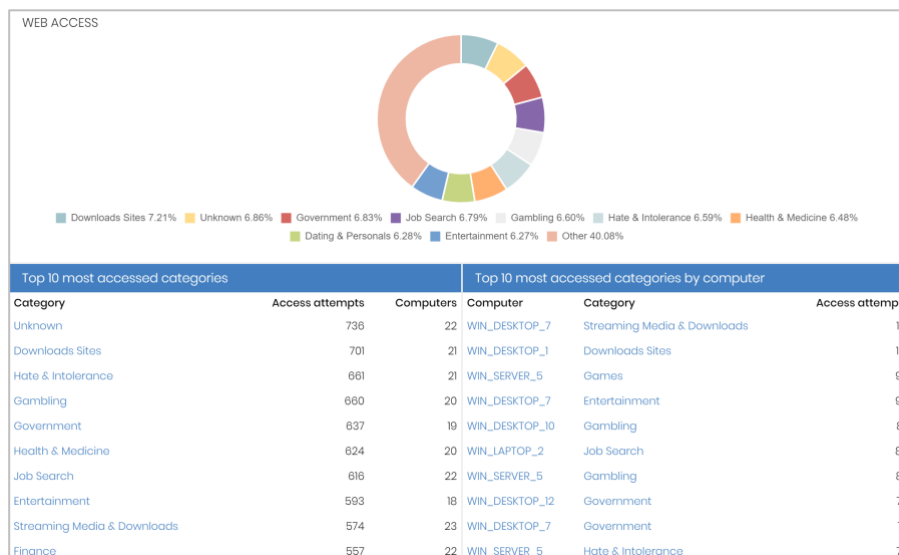 WEB ACCESS
Downloads Sites 7.21% Unknown 6.86% Government 6.83% Job Search 6.79% Gambling 6.60% Hate & Intolerance 6.59% Health & Medicine 6.48%
Dating & Personals 6.28% Entertainment 6.27% Other 40.08%
Top 10 most accessed categories Top 10 most accessed categories by computer
Category Access attempts Computers Computer Category Access
Unknown 736 22 WIN_DESKTOP_7 Streaming Media & Downloads
Downloads Sites 701 21 WIN_DESKTOP_1 Downloads Sites
Hate & Intolerance 661 21 WIN_SERVER_5 Games
Gambling 660 20 WIN_DESKTOP_7 Entertainment
Government 637 19 WIN_DESKTOP_10 Gambling
Health & Medicine 624 20 WIN_LAPTOP_2 Job Search
Job Search 616 22 WIN_SERVER_5 Gambling
Entertainment 593 18 WIN_DESKTOP_12 Government
Streaming Media & Downloads 574 23 WIN_DESKTOP_7 Government
Finance 557 22 WIN_SERVER_5 Hate & Intolerance